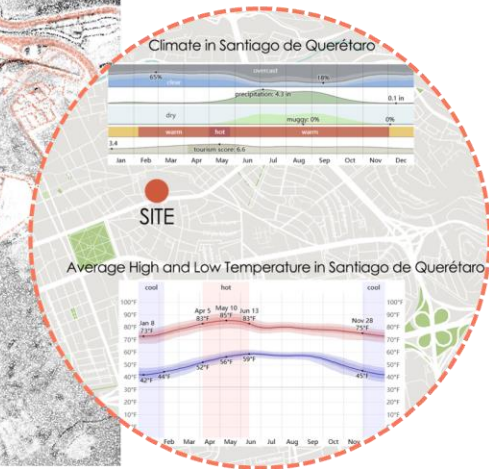 Climate in Santiago de Querétaro
overcast
65%
clear
18%
precipitation: 4.3 in
0.1 in
dry
muggy: 0%
0%
warm hot warm
3.4
tourism score: 6.6
Jan Feb Mar Apr May Jun Jul Aug Sep Oct Nov Dec
SITE
Average High and Low Temperature in Santiago de Querétaro
cool hot cool
100°F 100°F
90°F 90°F
80°F 80°F
70°F 70°F
60°F 60°F
50°F 50°F
40°F 40°F
30°F 30°F
20°F 20°F
10°F 10°F
0°F 0°F
Jan 8
73°F
Apr 5
83°F
May 10
85°F
Jun 13
83°F
Nov 28
75°F
42°F
44°F
52°F
56°F
59°F
45°F
Feb Mar Apr May Jun Jul Aug Sep Oct Nov